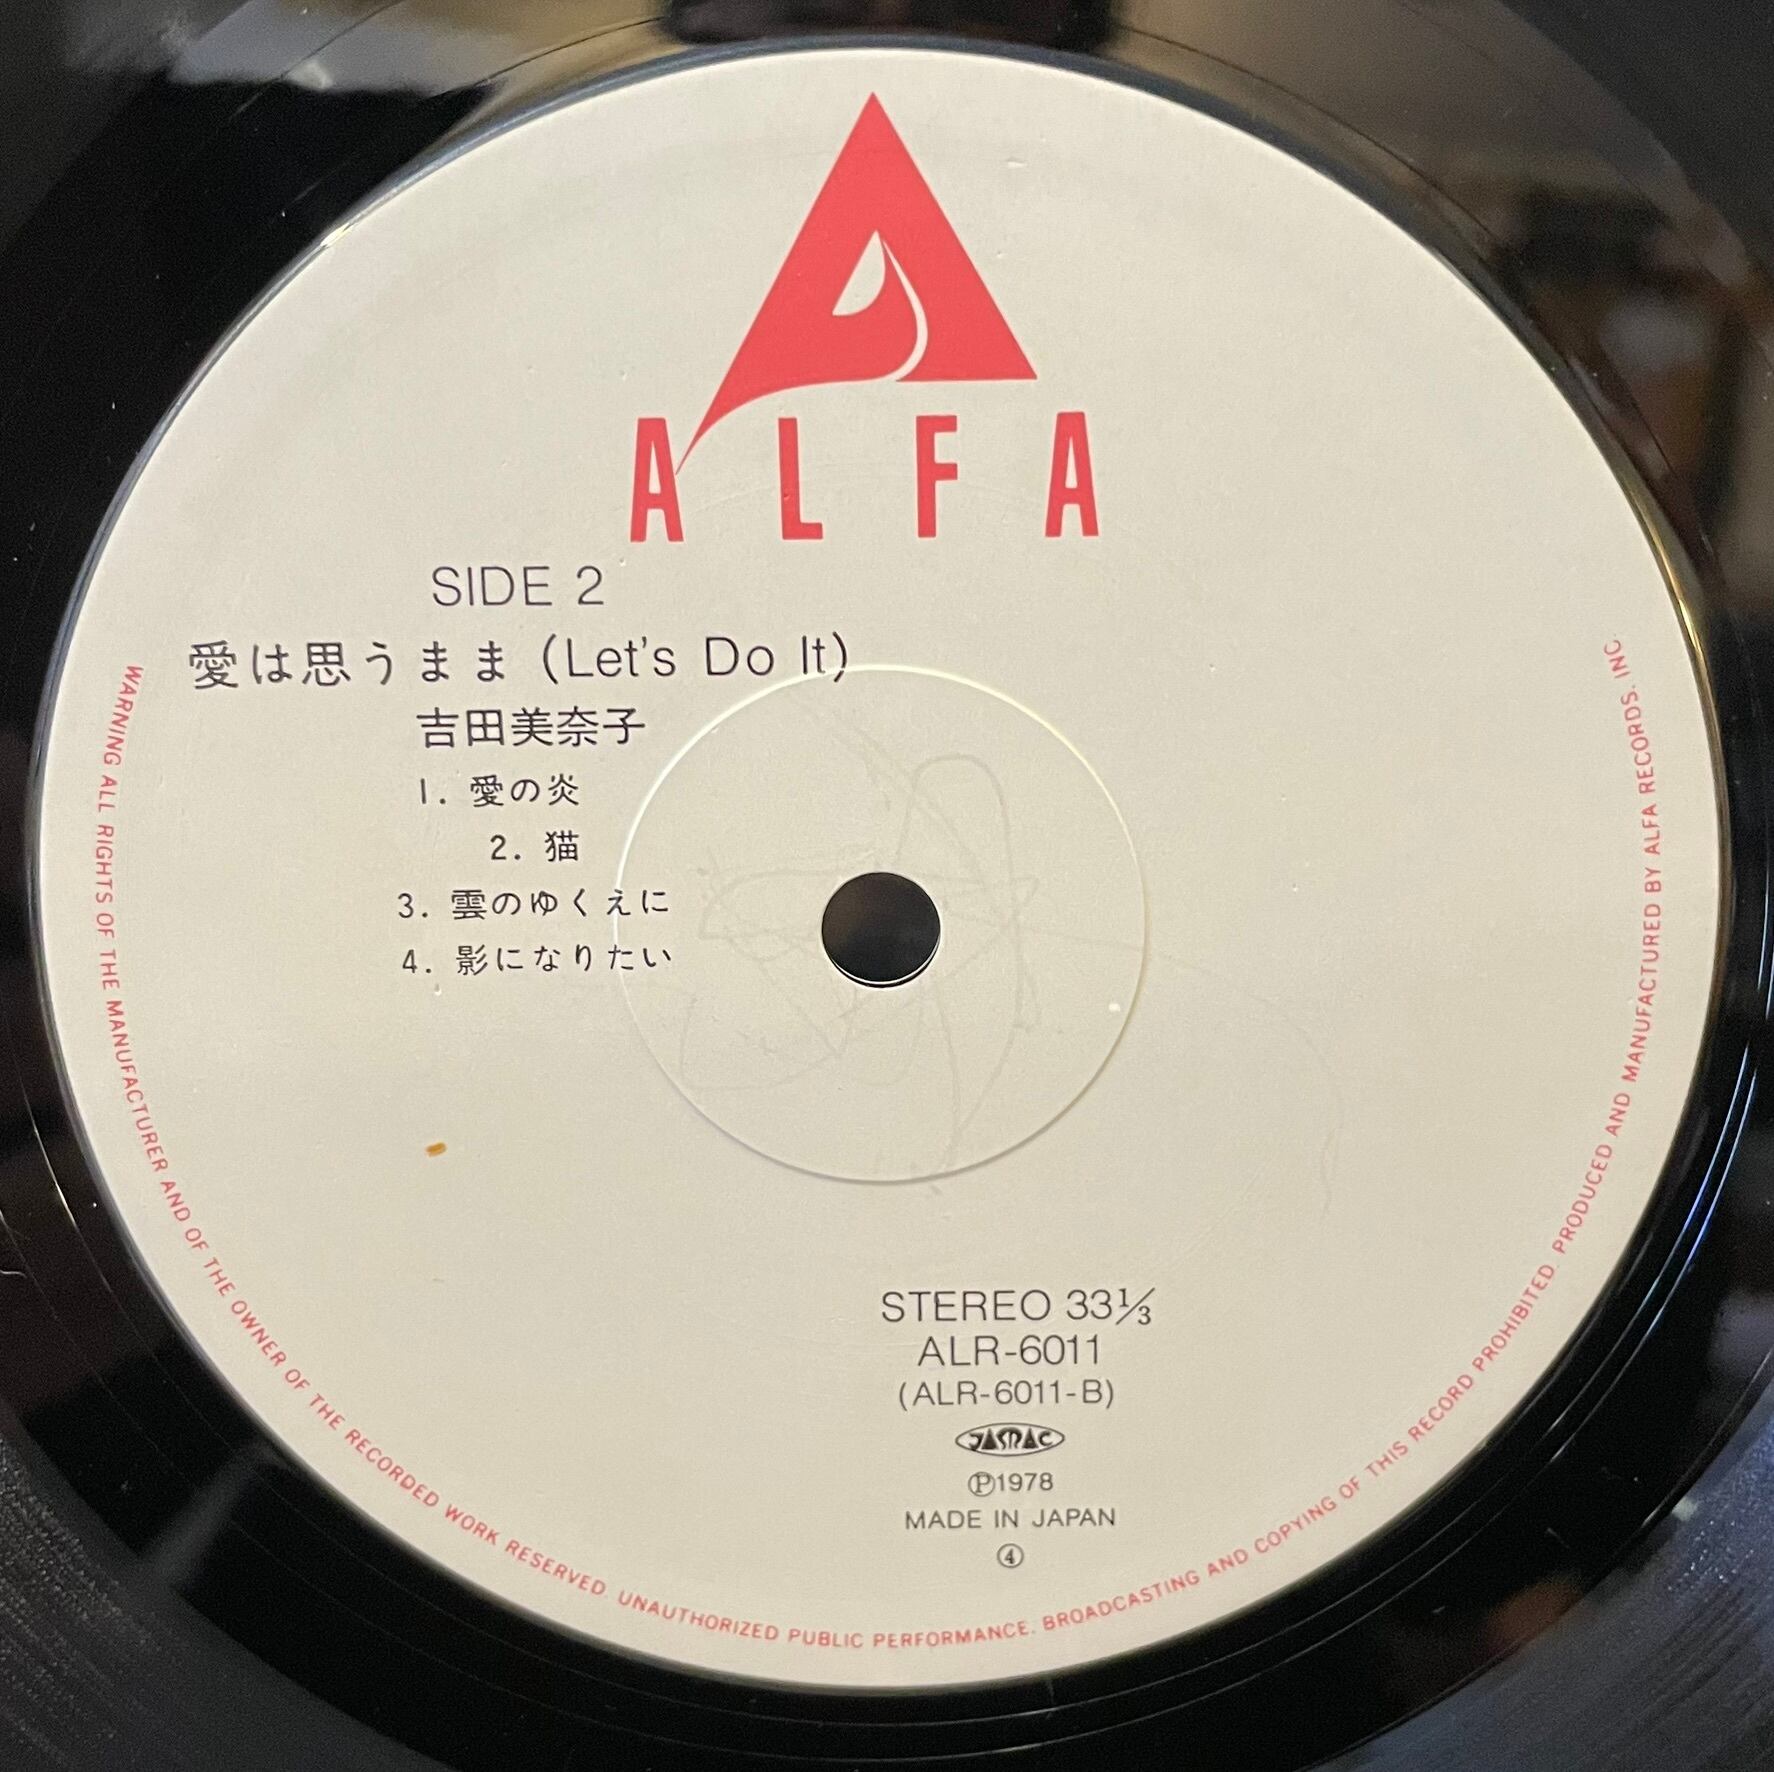 ALFA
SIDE 2
愛は思うまま (Let's Do It)
吉田美奈子
1. 愛の炎
2. 猫
3. 雲のゆくえに
4. 影になりたい
STEREO 33⅓
ALR-6011
(ALR-6011-B)
JASRAC
℗1978
MADE IN JAPAN
④
WARNING ALL RIGHTS OF THE MANUFACTURER AND OF THE OWNER OF THE RECORDED WORK RESERVED. UNAUTHORIZED PUBLIC PERFORMANCE. BROADCASTING AND COPYING OF THIS RECORD PROHIBITED. PRODUCED AND MANUFACTURED BY ALFA RECORDS. INC.